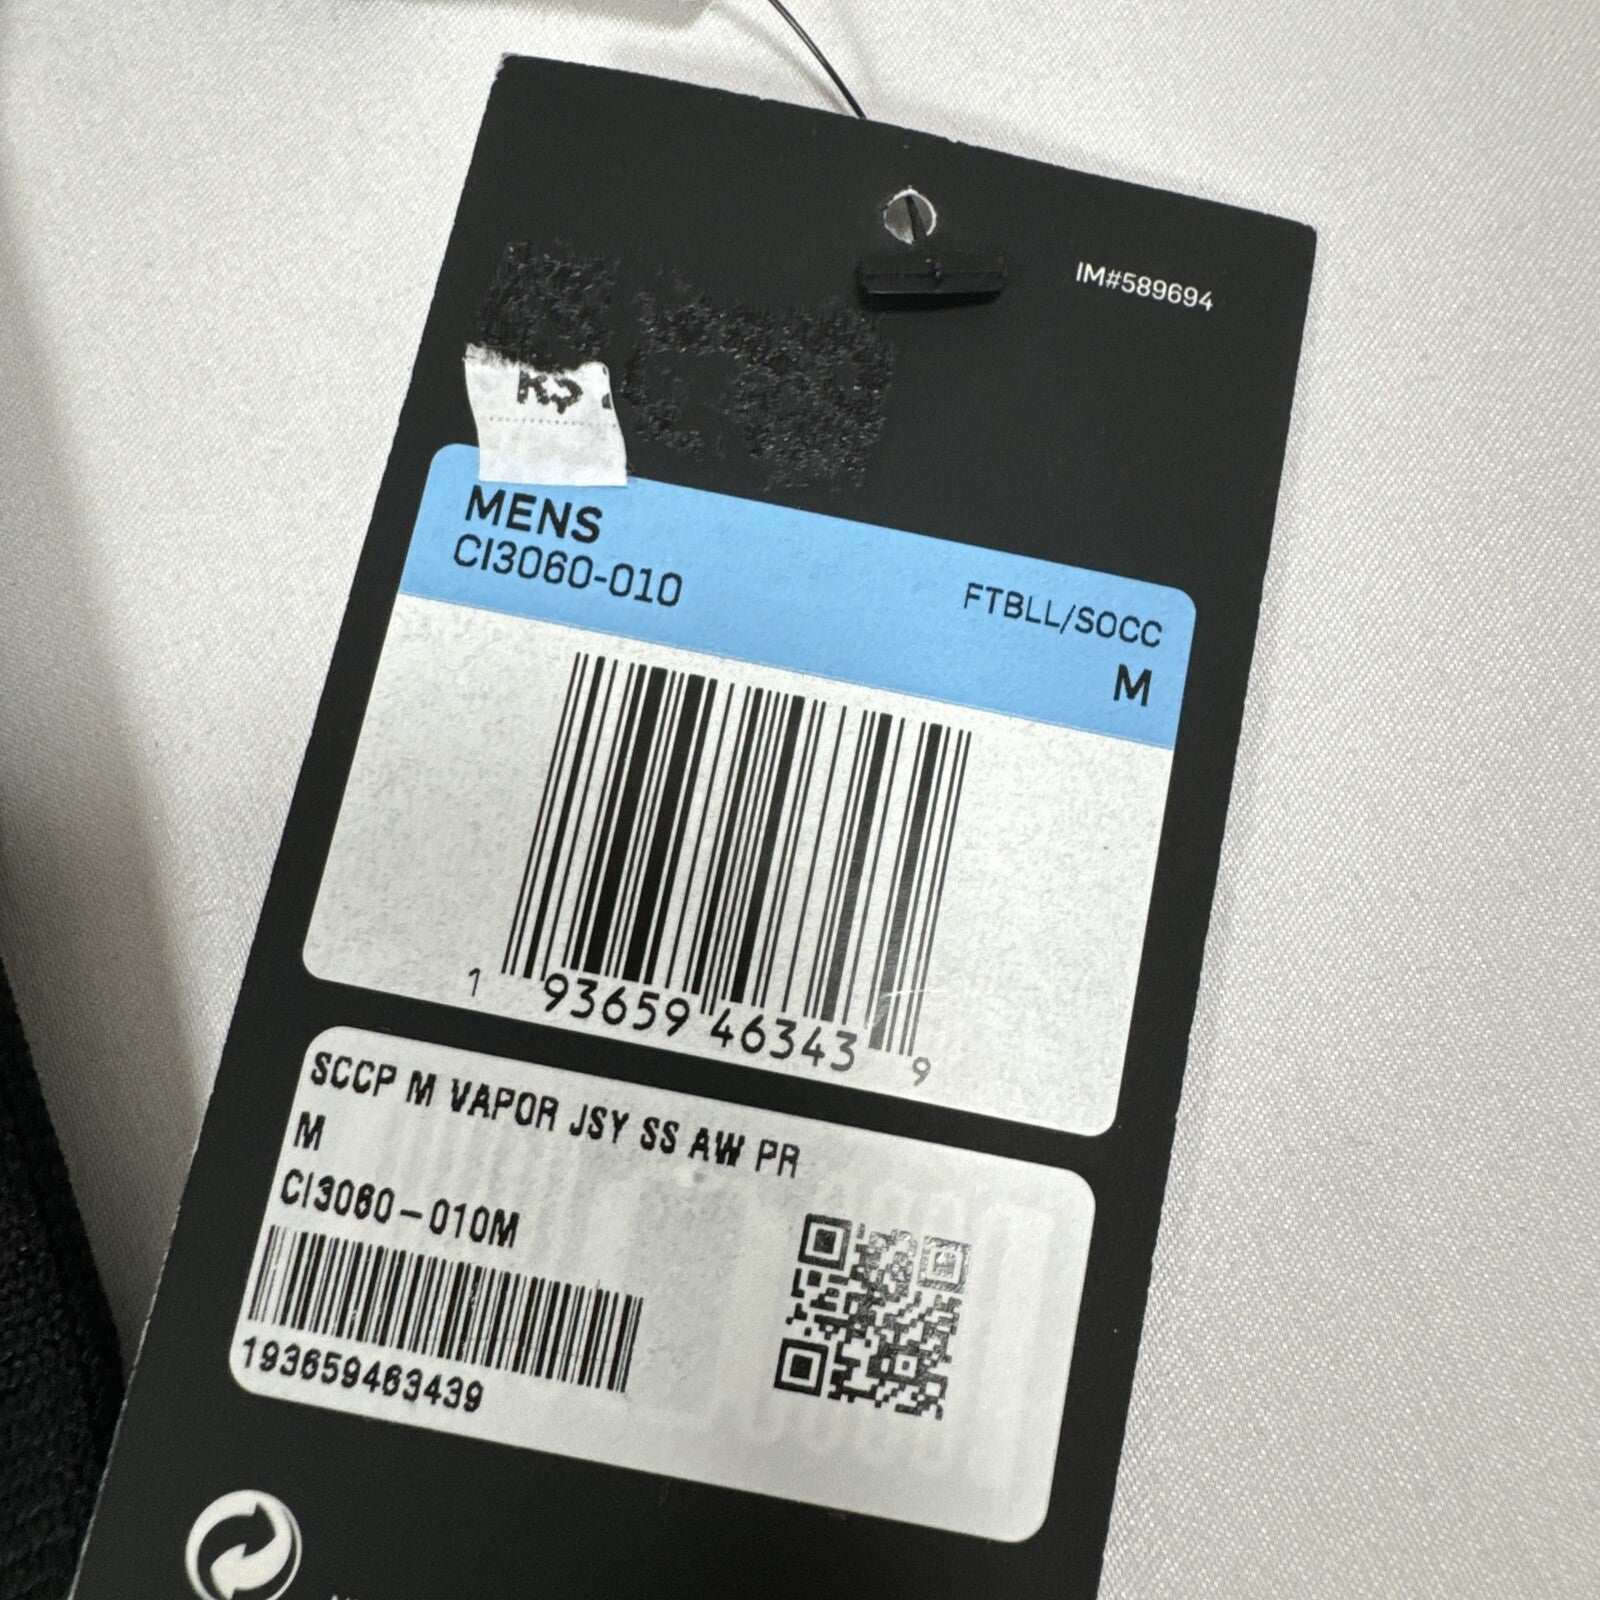 IM#589694
MENS
CI3060-010
FTBLL/SOCC
M
1 93659 46343 9
SCCP M VAPOR JSY SS AW PR
M
CI3060-010M
193659463439